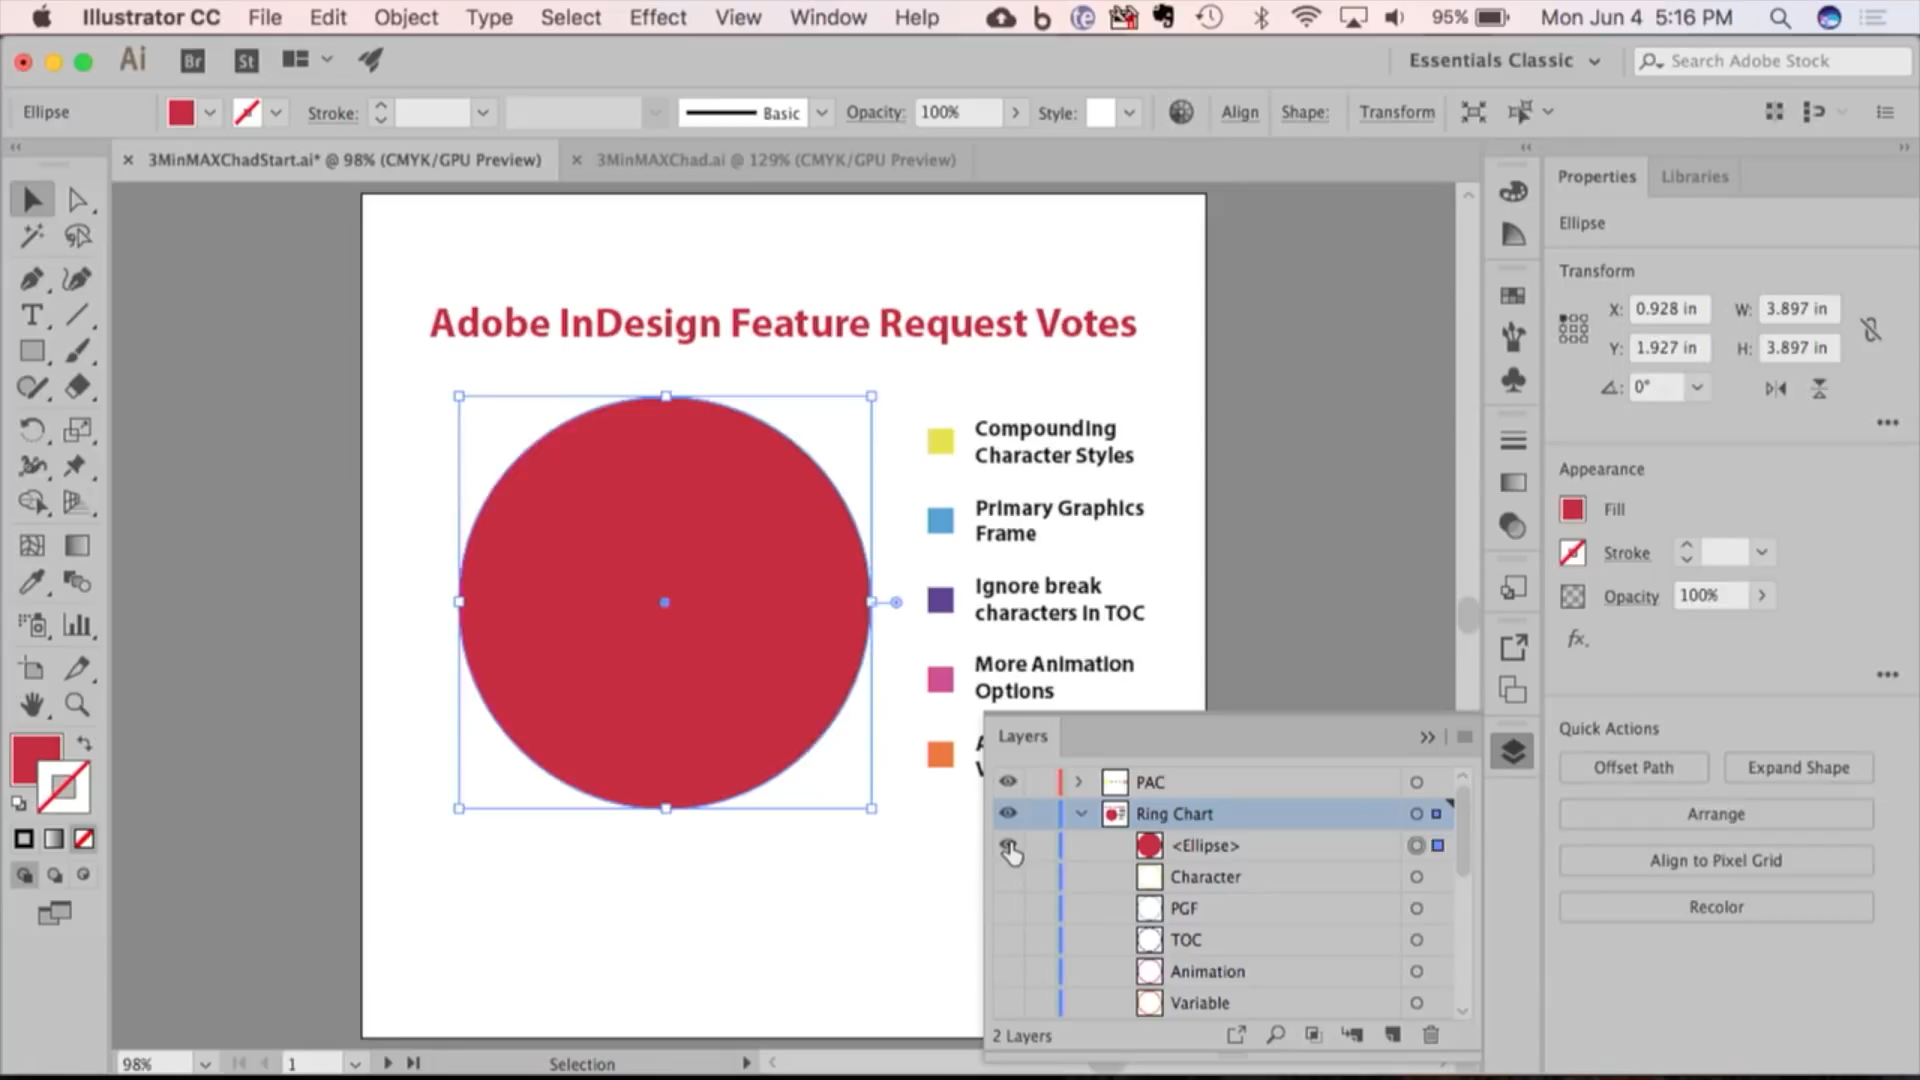 Illustrator CC File Edit Object Type Select Effect View Window Help 95% Mon Jun 4 5:16 PM
Ai Br St Essentials Classic Search Adobe Stock
Ellipse Stroke: Basic Opacity: 100% Style: Align Shape: Transform
3MinMAXChadStart.ai* @ 98% (CMYK/GPU Preview) 3MinMAXChad.ai @ 129% (CMYK/GPU Preview)
Adobe InDesign Feature Request Votes
Compounding
Character Styles
Primary Graphics
Frame
Ignore break
characters in TOC
More Animation
Options
Layers
PAC
Ring Chart
<Ellipse>
Character
PGF
TOC
Animation
Variable
2 Layers
Properties Libraries
Ellipse
Transform
X: 0.928 in W: 3.897 in
Y: 1.927 in H: 3.897 in
0°
Appearance
Fill
Stroke
Opacity 100%
fx.
Quick Actions
Offset Path Expand Shape
Arrange
Align to Pixel Grid
Recolor
98% 1 Selection